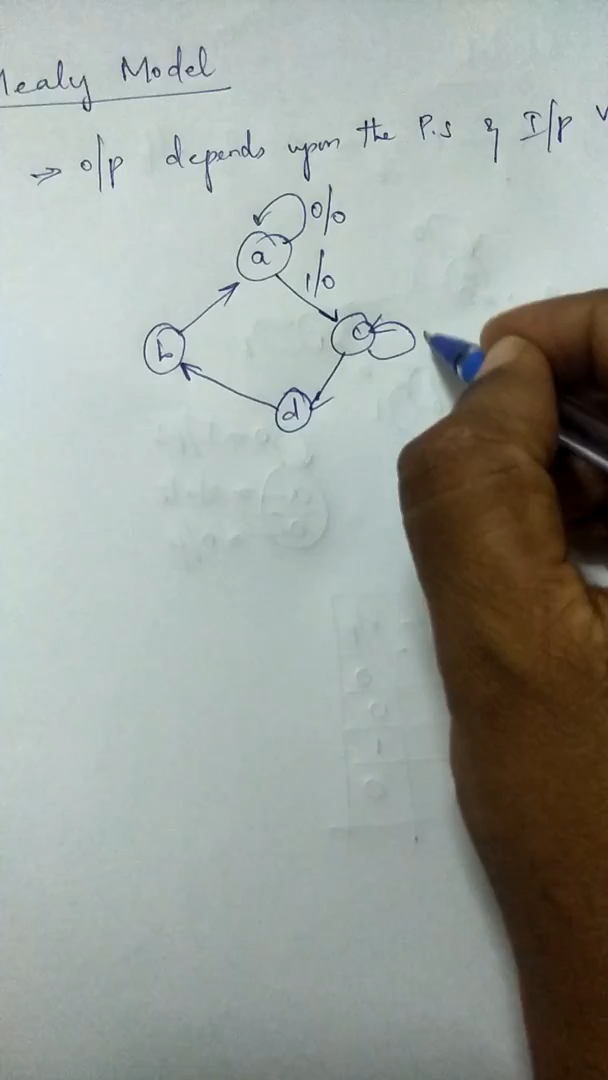 Mealy Model
→ o/p depends upon the P.S & I/p
0/0
a
1/0
b
c
d